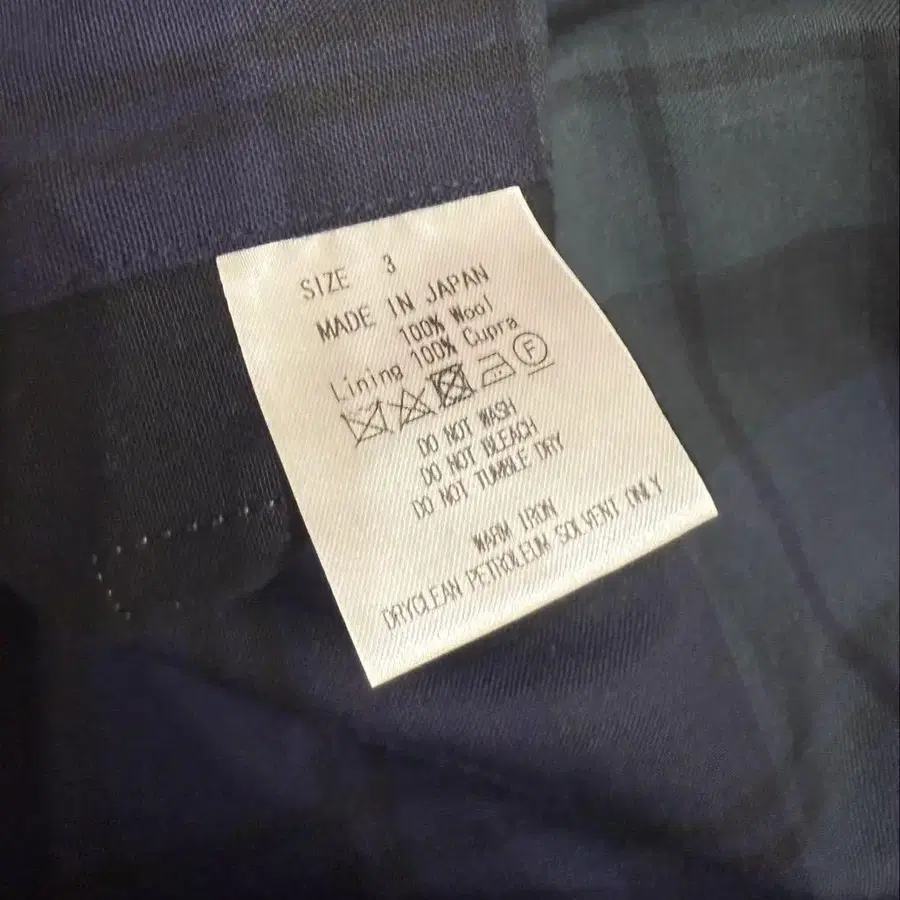 SIZE 3
MADE IN JAPAN
100% Wool
Lining 100% Cupra
F
DO NOT WASH
DO NOT BLEACH
DO NOT TUMBLE DRY
WARM IRON
DRYCLEAN PETROLEUM SOLVENT ONLY